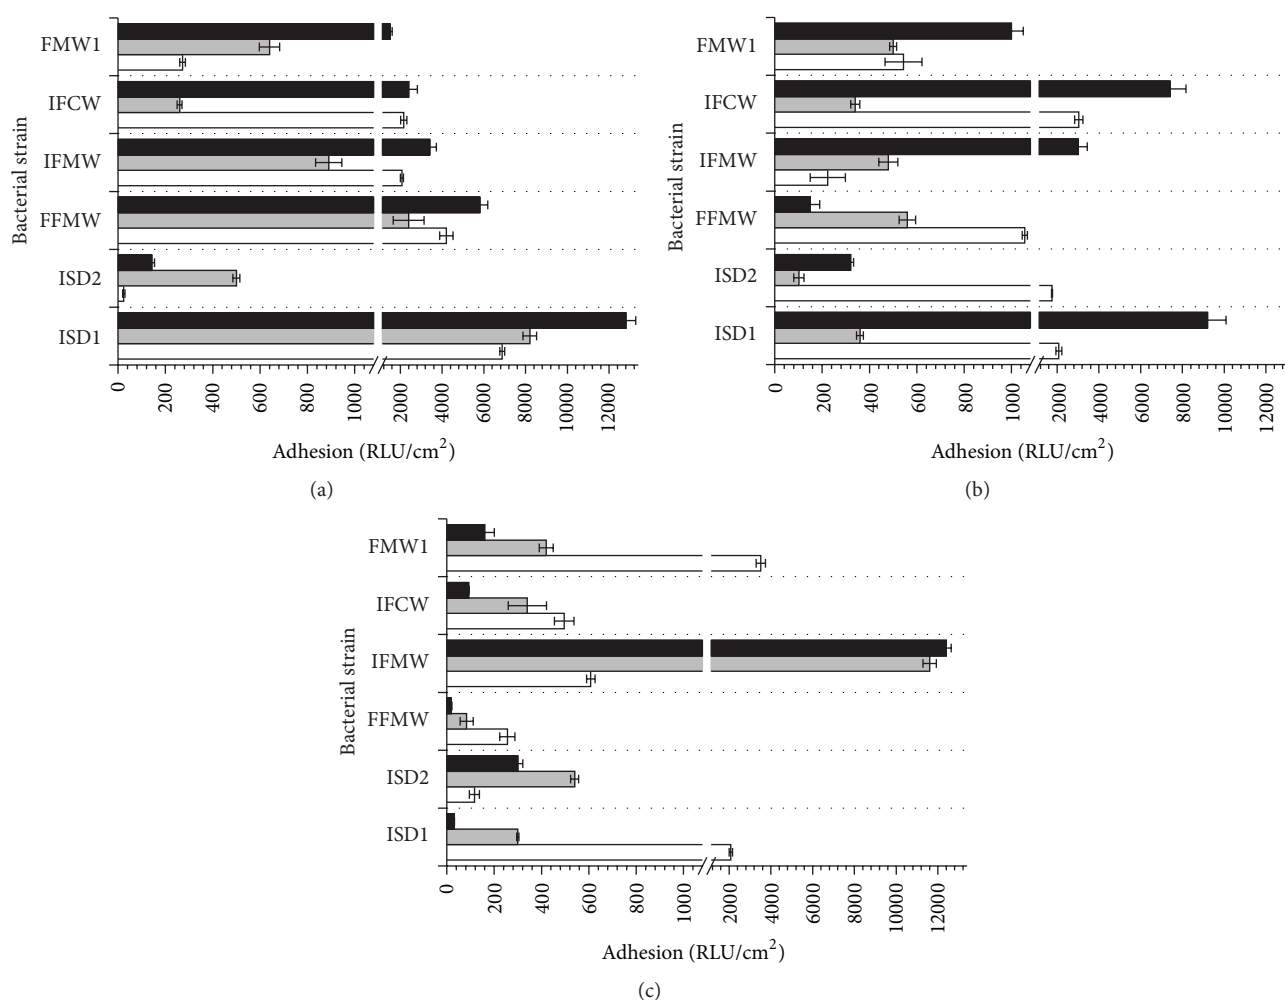 Bacterial strain
FMW1
IFCW
IFMW
FFMW
ISD2
ISD1
0 200 400 600 800 1000 2000 4000 6000 8000 10000 12000
Adhesion (RLU/cm²)
(a)
Bacterial strain
FMW1
IFCW
IFMW
FFMW
ISD2
ISD1
0 200 400 600 800 1000 2000 4000 6000 8000 10000 12000
Adhesion (RLU/cm²)
(b)
Bacterial strain
FMW1
IFCW
IFMW
FFMW
ISD2
ISD1
0 200 400 600 800 1000 2000 4000 6000 8000 10000 12000
Adhesion (RLU/cm²)
(c)